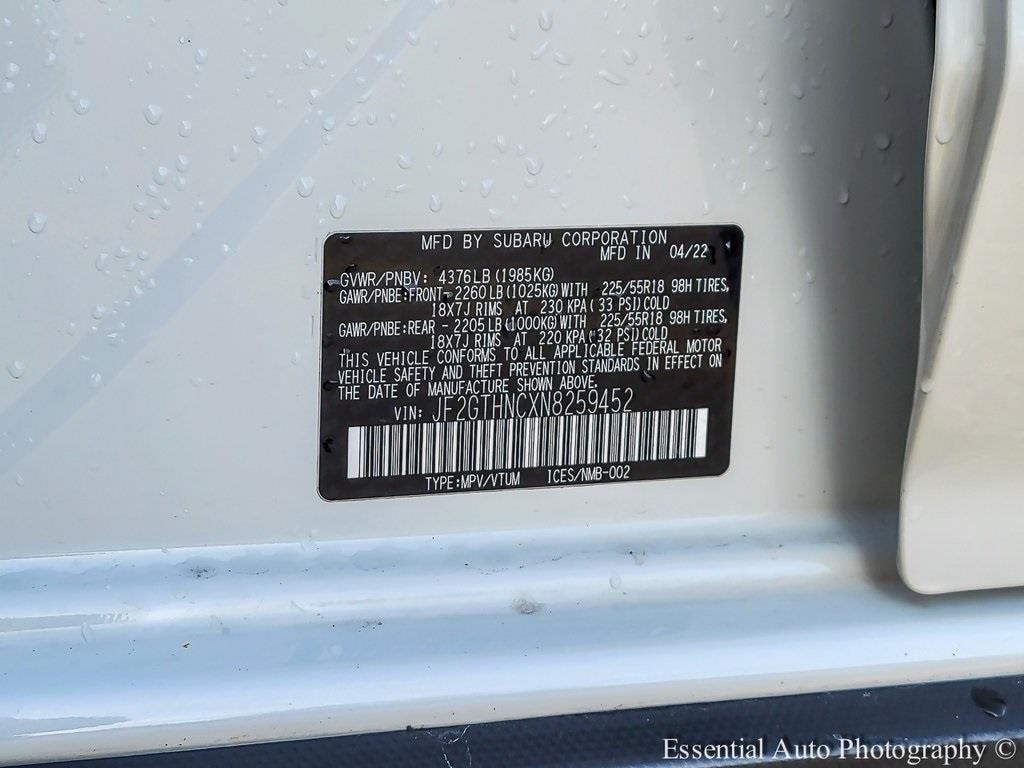 MFD BY SUBARU CORPORATION
MFD IN 04/22
GVWR/PNBV: 4376LB (1985KG)
GAWR/PNBE:FRONT- 2260LB (1025KG) WITH 225/55R18 98H TIRES,
18X7J RIMS AT 230 KPA ( 33 PSI) COLD
GAWR/PNBE:REAR - 2205LB (1000KG) WITH 225/55R18 98H TIRES,
18X7J RIMS AT 220 KPA ( 32 PSI) COLD
THIS VEHICLE CONFORMS TO ALL APPLICABLE FEDERAL MOTOR
VEHICLE SAFETY AND THEFT PREVENTION STANDARDS IN EFFECT ON
THE DATE OF MANUFACTURE SHOWN ABOVE.
VIN: JF2GTHNCXN8259452
TYPE:MPV/VTUM ICES/NMB-002
Essential Auto Photography ©